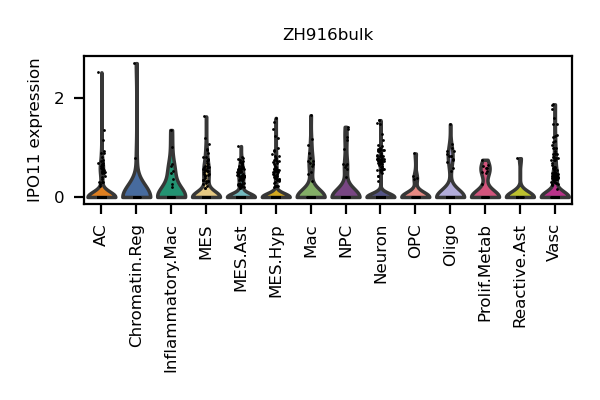 ZH916bulk
IPO11 expression
2
0
AC
Chromatin.Reg
Inflammatory.Mac
MES
MES.Ast
MES.Hyp
Mac
NPC
Neuron
OPC
Oligo
Prolif.Metab
Reactive.Ast
Vasc